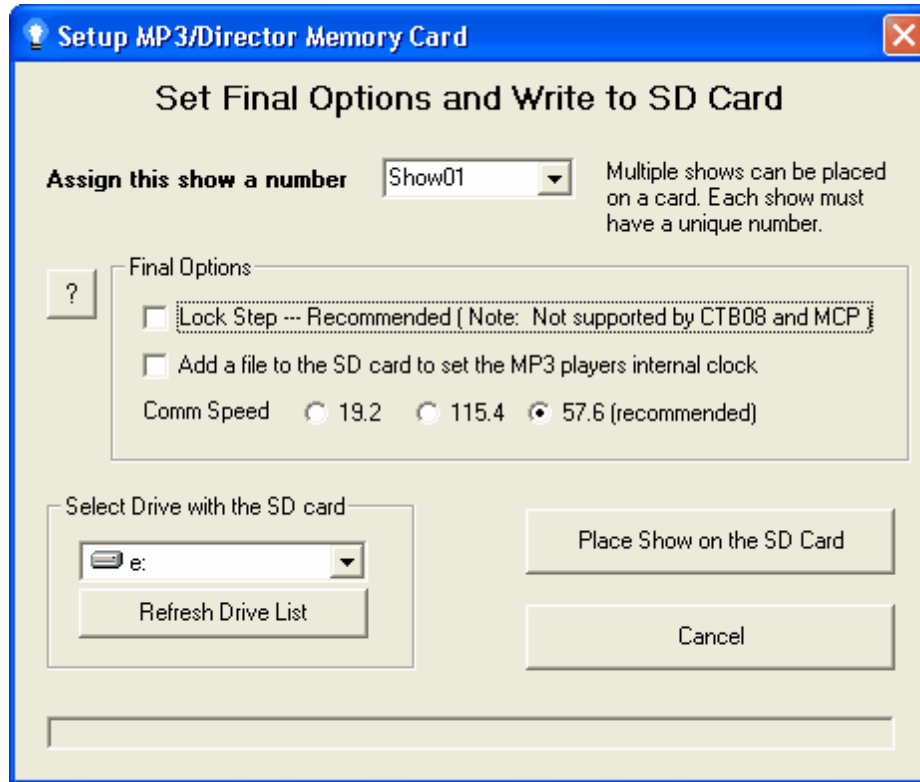 Setup MP3/Director Memory Card
Set Final Options and Write to SD Card
Assign this show a number
Show01
Multiple shows can be placed
on a card. Each show must
have a unique number.
?
Final Options
Lock Step --- Recommended ( Note:  Not supported by CTB08 and MCP )
Add a file to the SD card to set the MP3 players internal clock
Comm Speed 19.2 115.4 57.6 (recommended)
Select Drive with the SD card
e:
Refresh Drive List
Place Show on the SD Card
Cancel